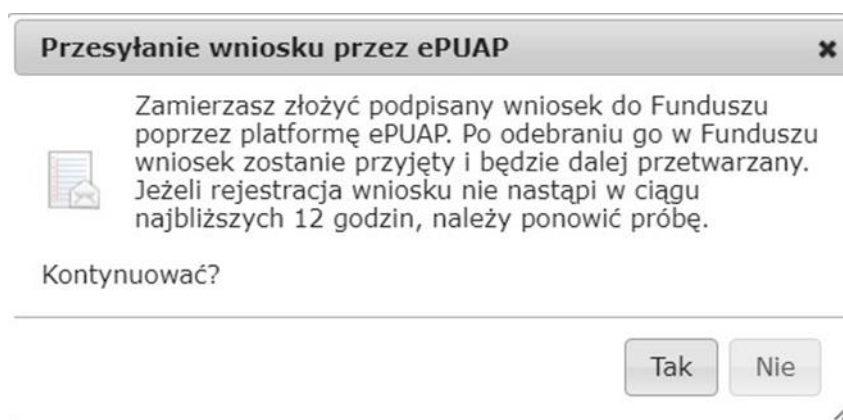 Przesyłanie wniosku przez ePUAP
Zamierzasz złożyć podpisany wniosek do Funduszu
poprzez platformę ePUAP. Po odebraniu go w Funduszu
wniosek zostanie przyjęty i będzie dalej przetwarzany.
Jeżeli rejestracja wniosku nie nastąpi w ciągu
najbliższych 12 godzin, należy ponowić próbę.
Kontynuować?
Tak
Nie